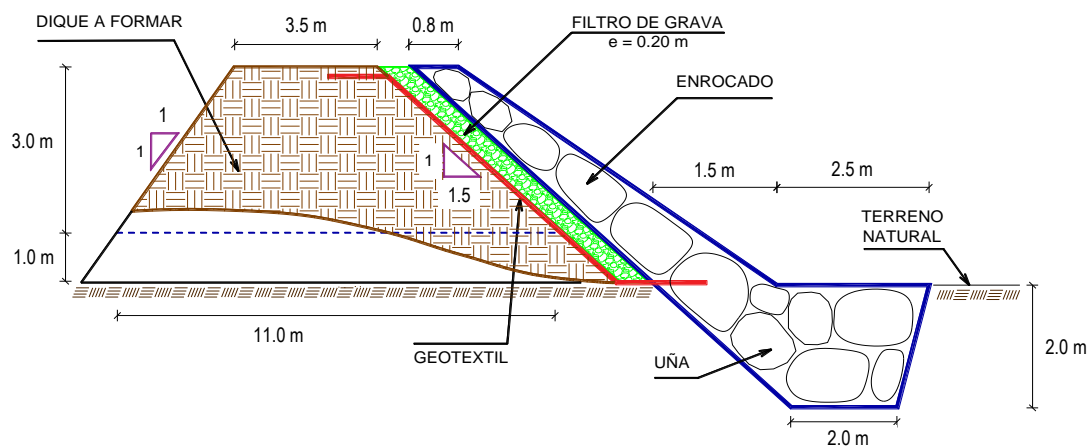 DIQUE A FORMAR
3.5 m
0.8 m
FILTRO DE GRAVA
e = 0.20 m
ENROCADO
3.0 m
1
1
1
1.5
1.5 m
2.5 m
TERRENO
NATURAL
1.0 m
11.0 m
GEOTEXTIL
UÑA
2.0 m
2.0 m